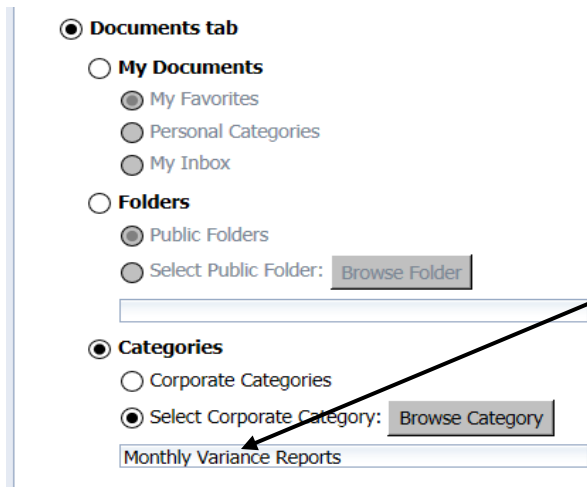 Documents tab
My Documents
My Favorites
Personal Categories
My Inbox
Folders
Public Folders
Select Public Folder: Browse Folder
Categories
Corporate Categories
Select Corporate Category: Browse Category
Monthly Variance Reports